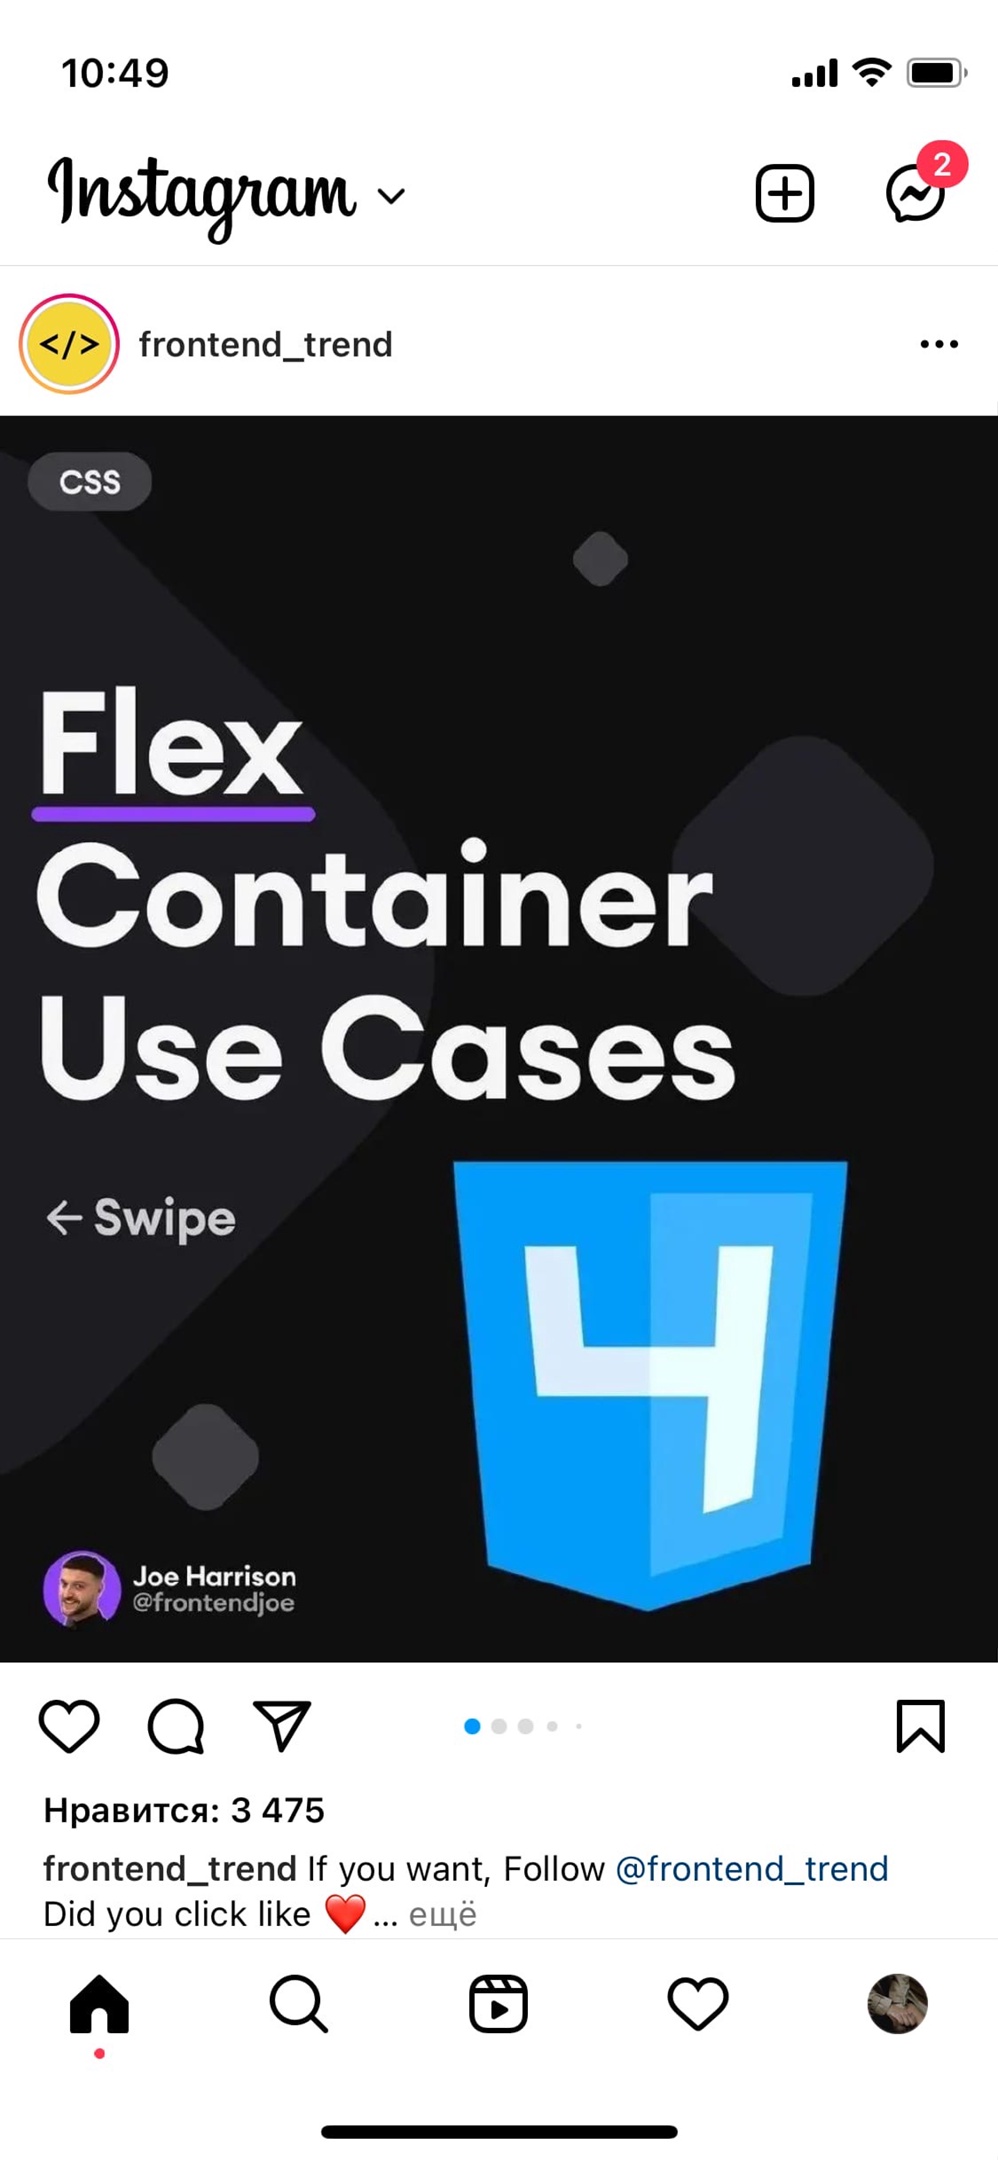 10:49
Instagram
2
</> frontend_trend
CSS
Flex
Container
Use Cases
← Swipe
4
Joe Harrison
@frontendjoe
Нравится: 3 475
frontend_trend If you want, Follow @frontend_trend
Did you click like ❤️... ещё